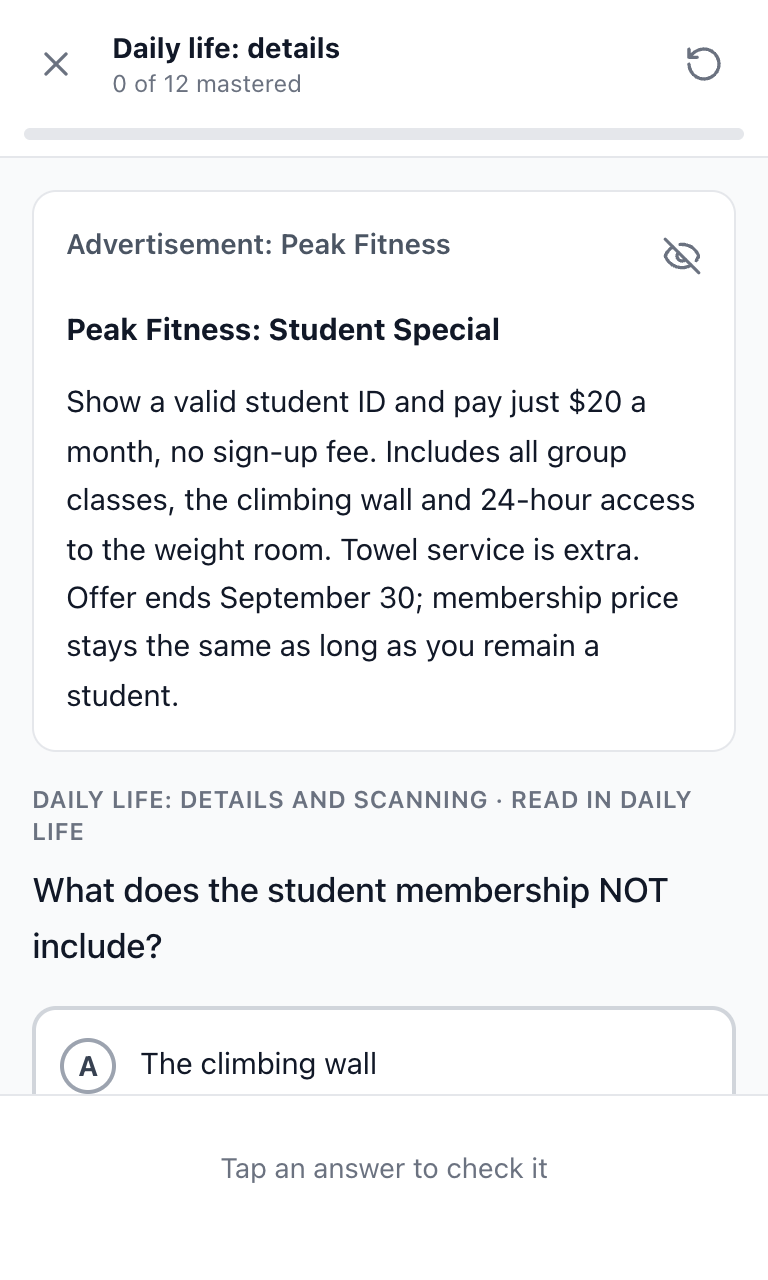 Daily life: details
0 of 12 mastered
Advertisement: Peak Fitness
Peak Fitness: Student Special
Show a valid student ID and pay just $20 a
month, no sign-up fee. Includes all group
classes, the climbing wall and 24-hour access
to the weight room. Towel service is extra.
Offer ends September 30; membership price
stays the same as long as you remain a
student.
DAILY LIFE: DETAILS AND SCANNING · READ IN DAILY
LIFE
What does the student membership NOT
include?
A The climbing wall
Tap an answer to check it